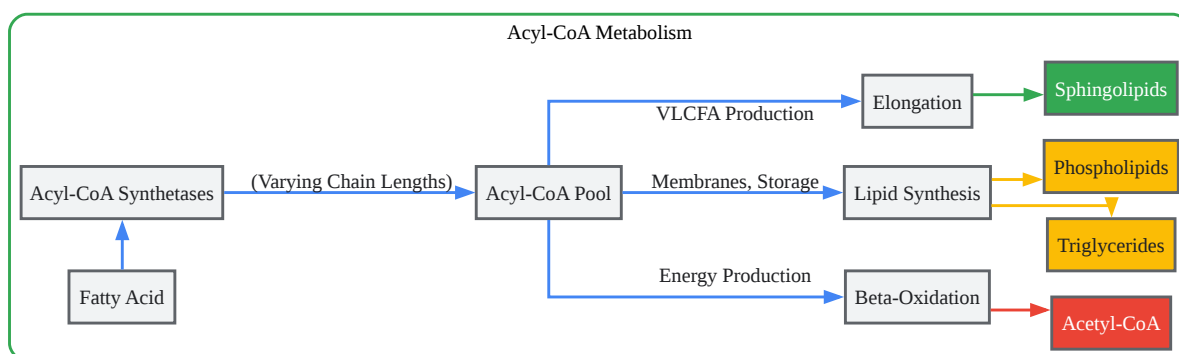 Acyl-CoA Metabolism
Sphingolipids
Elongation
VLCFA Production
Phospholipids
(Varying Chain Lengths)
Membranes, Storage
Acyl-CoA Synthetases
Acyl-CoA Pool
Lipid Synthesis
Triglycerides
Energy Production
Fatty Acid
Beta-Oxidation
Acetyl-CoA